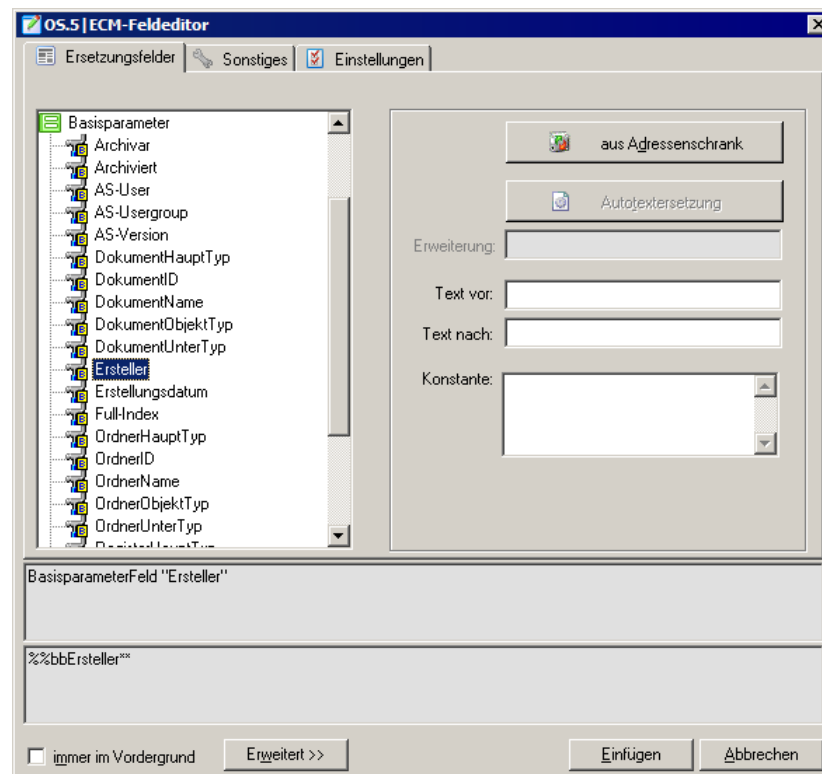 OS.5|ECM-Feldeditor
Ersetzungsfelder
Sonstiges
Einstellungen
Basisparameter
Archivar
Archiviert
AS-User
AS-Usergroup
AS-Version
DokumentHauptTyp
DokumentID
DokumentName
DokumentObjektTyp
DokumentUnterTyp
Ersteller
Erstellungsdatum
Full-Index
OrdnerHauptTyp
OrdnerID
OrdnerName
OrdnerObjektTyp
OrdnerUnterTyp
aus Adressenschrank
Autotextersetzung
Erweiterung:
Text vor:
Text nach:
Konstante:
BasisparameterFeld "Ersteller"
%%bbErsteller**
immer im Vordergrund
Erweitert >>
Einfügen
Abbrechen